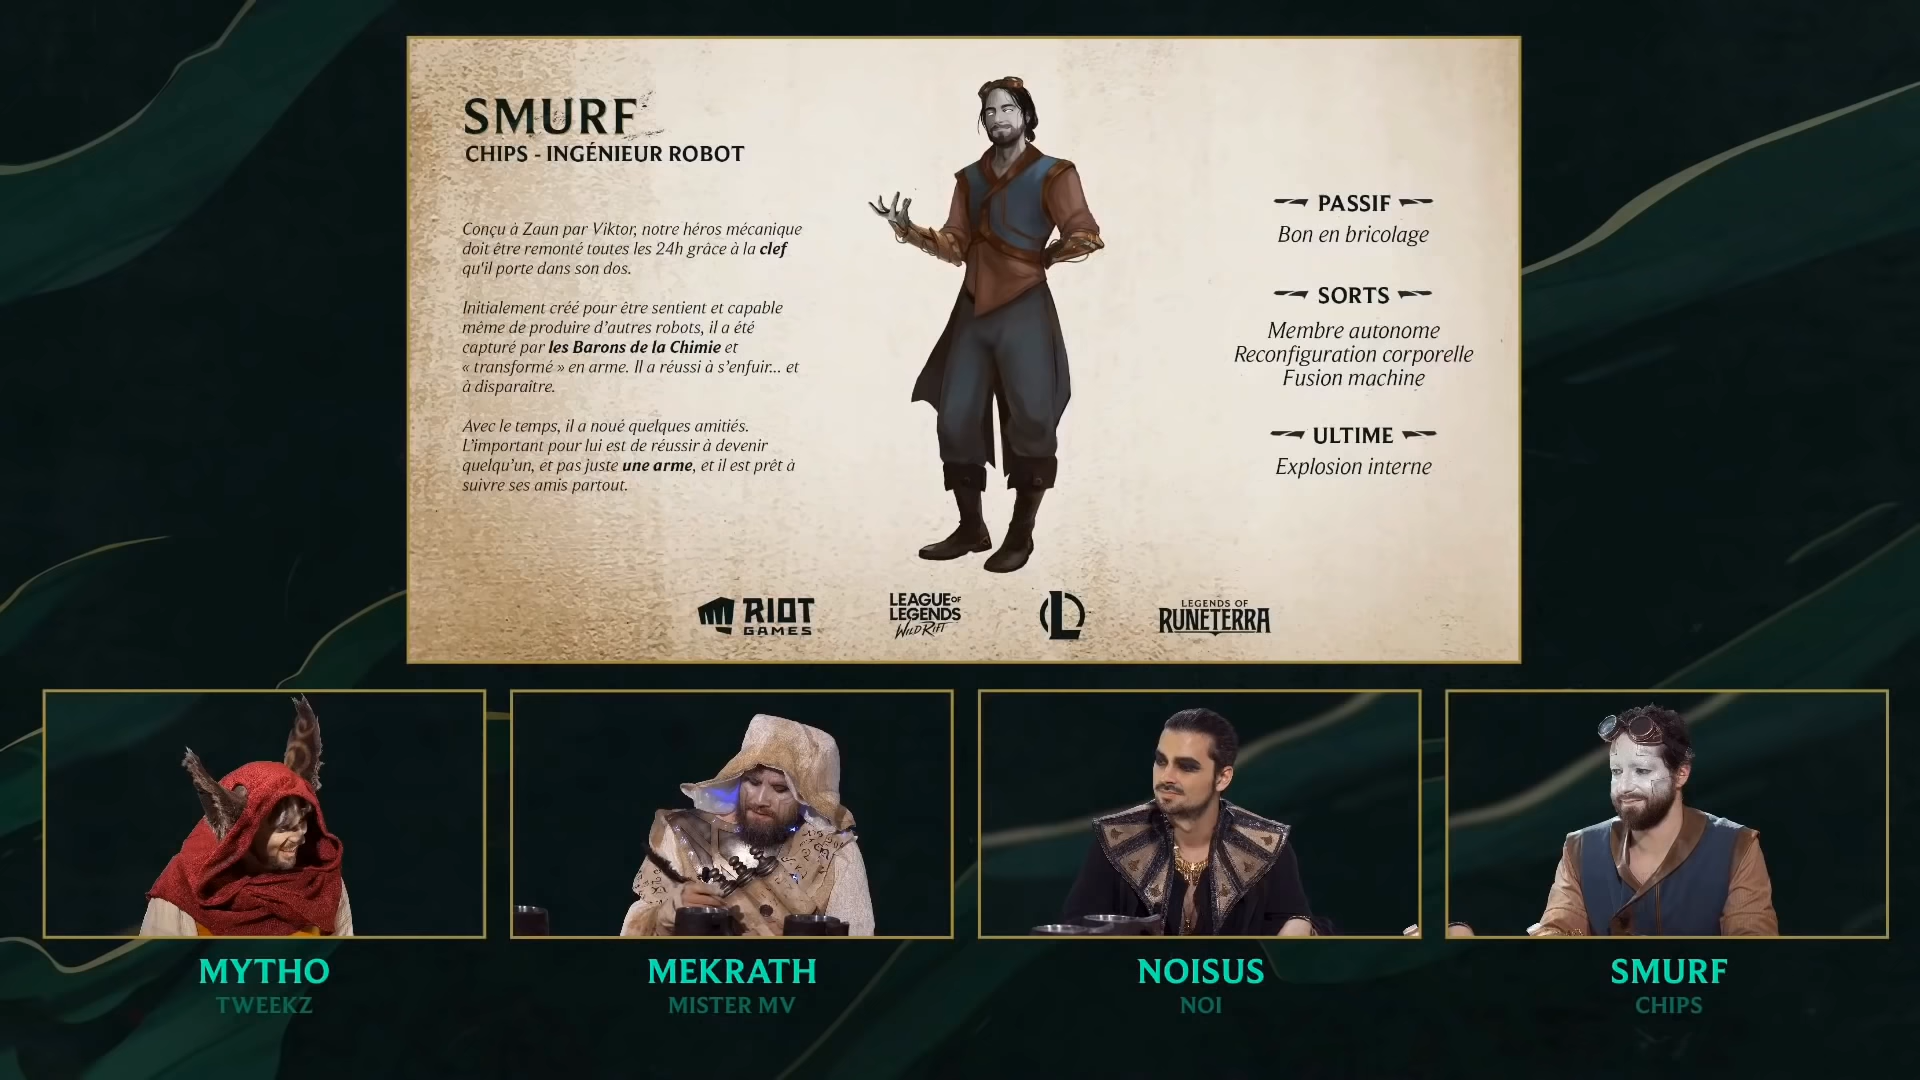 SMURF
CHIPS - INGÉNIEUR ROBOT
Conçu à Zaun par Viktor, notre héros mécanique
doit être remonté toutes les 24h grâce à la clef
qu'il porte dans son dos.
Initialement créé pour être sentient et capable
même de produire d'autres robots, il a été
capturé par les Barons de la Chimie et
« transformé » en arme. Il a réussi à s'enfuir... et
à disparaître.
Avec le temps, il a noué quelques amitiés.
L'important pour lui est de réussir à devenir
quelqu'un, et pas juste une arme, et il est prêt à
suivre ses amis partout.
PASSIF
Bon en bricolage
SORTS
Membre autonome
Reconfiguration corporelle
Fusion machine
ULTIME
Explosion interne
RIOT
GAMES
LEAGUE OF
LEGENDS
WILD RIFT
L
LEGENDS OF
RUNETERRA
MYTHO
TWEEKZ
MEKRATH
MISTER MV
NOISUS
NOI
SMURF
CHIPS